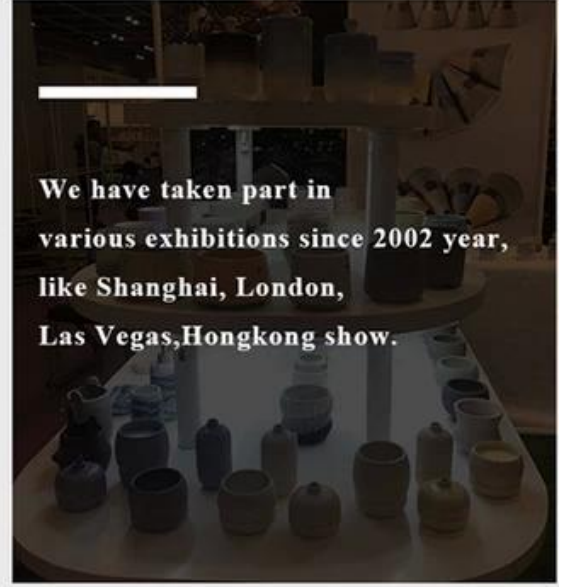 We have taken part in
various exhibitions since 2002 year,
like Shanghai, London,
Las Vegas,Hongkong show.